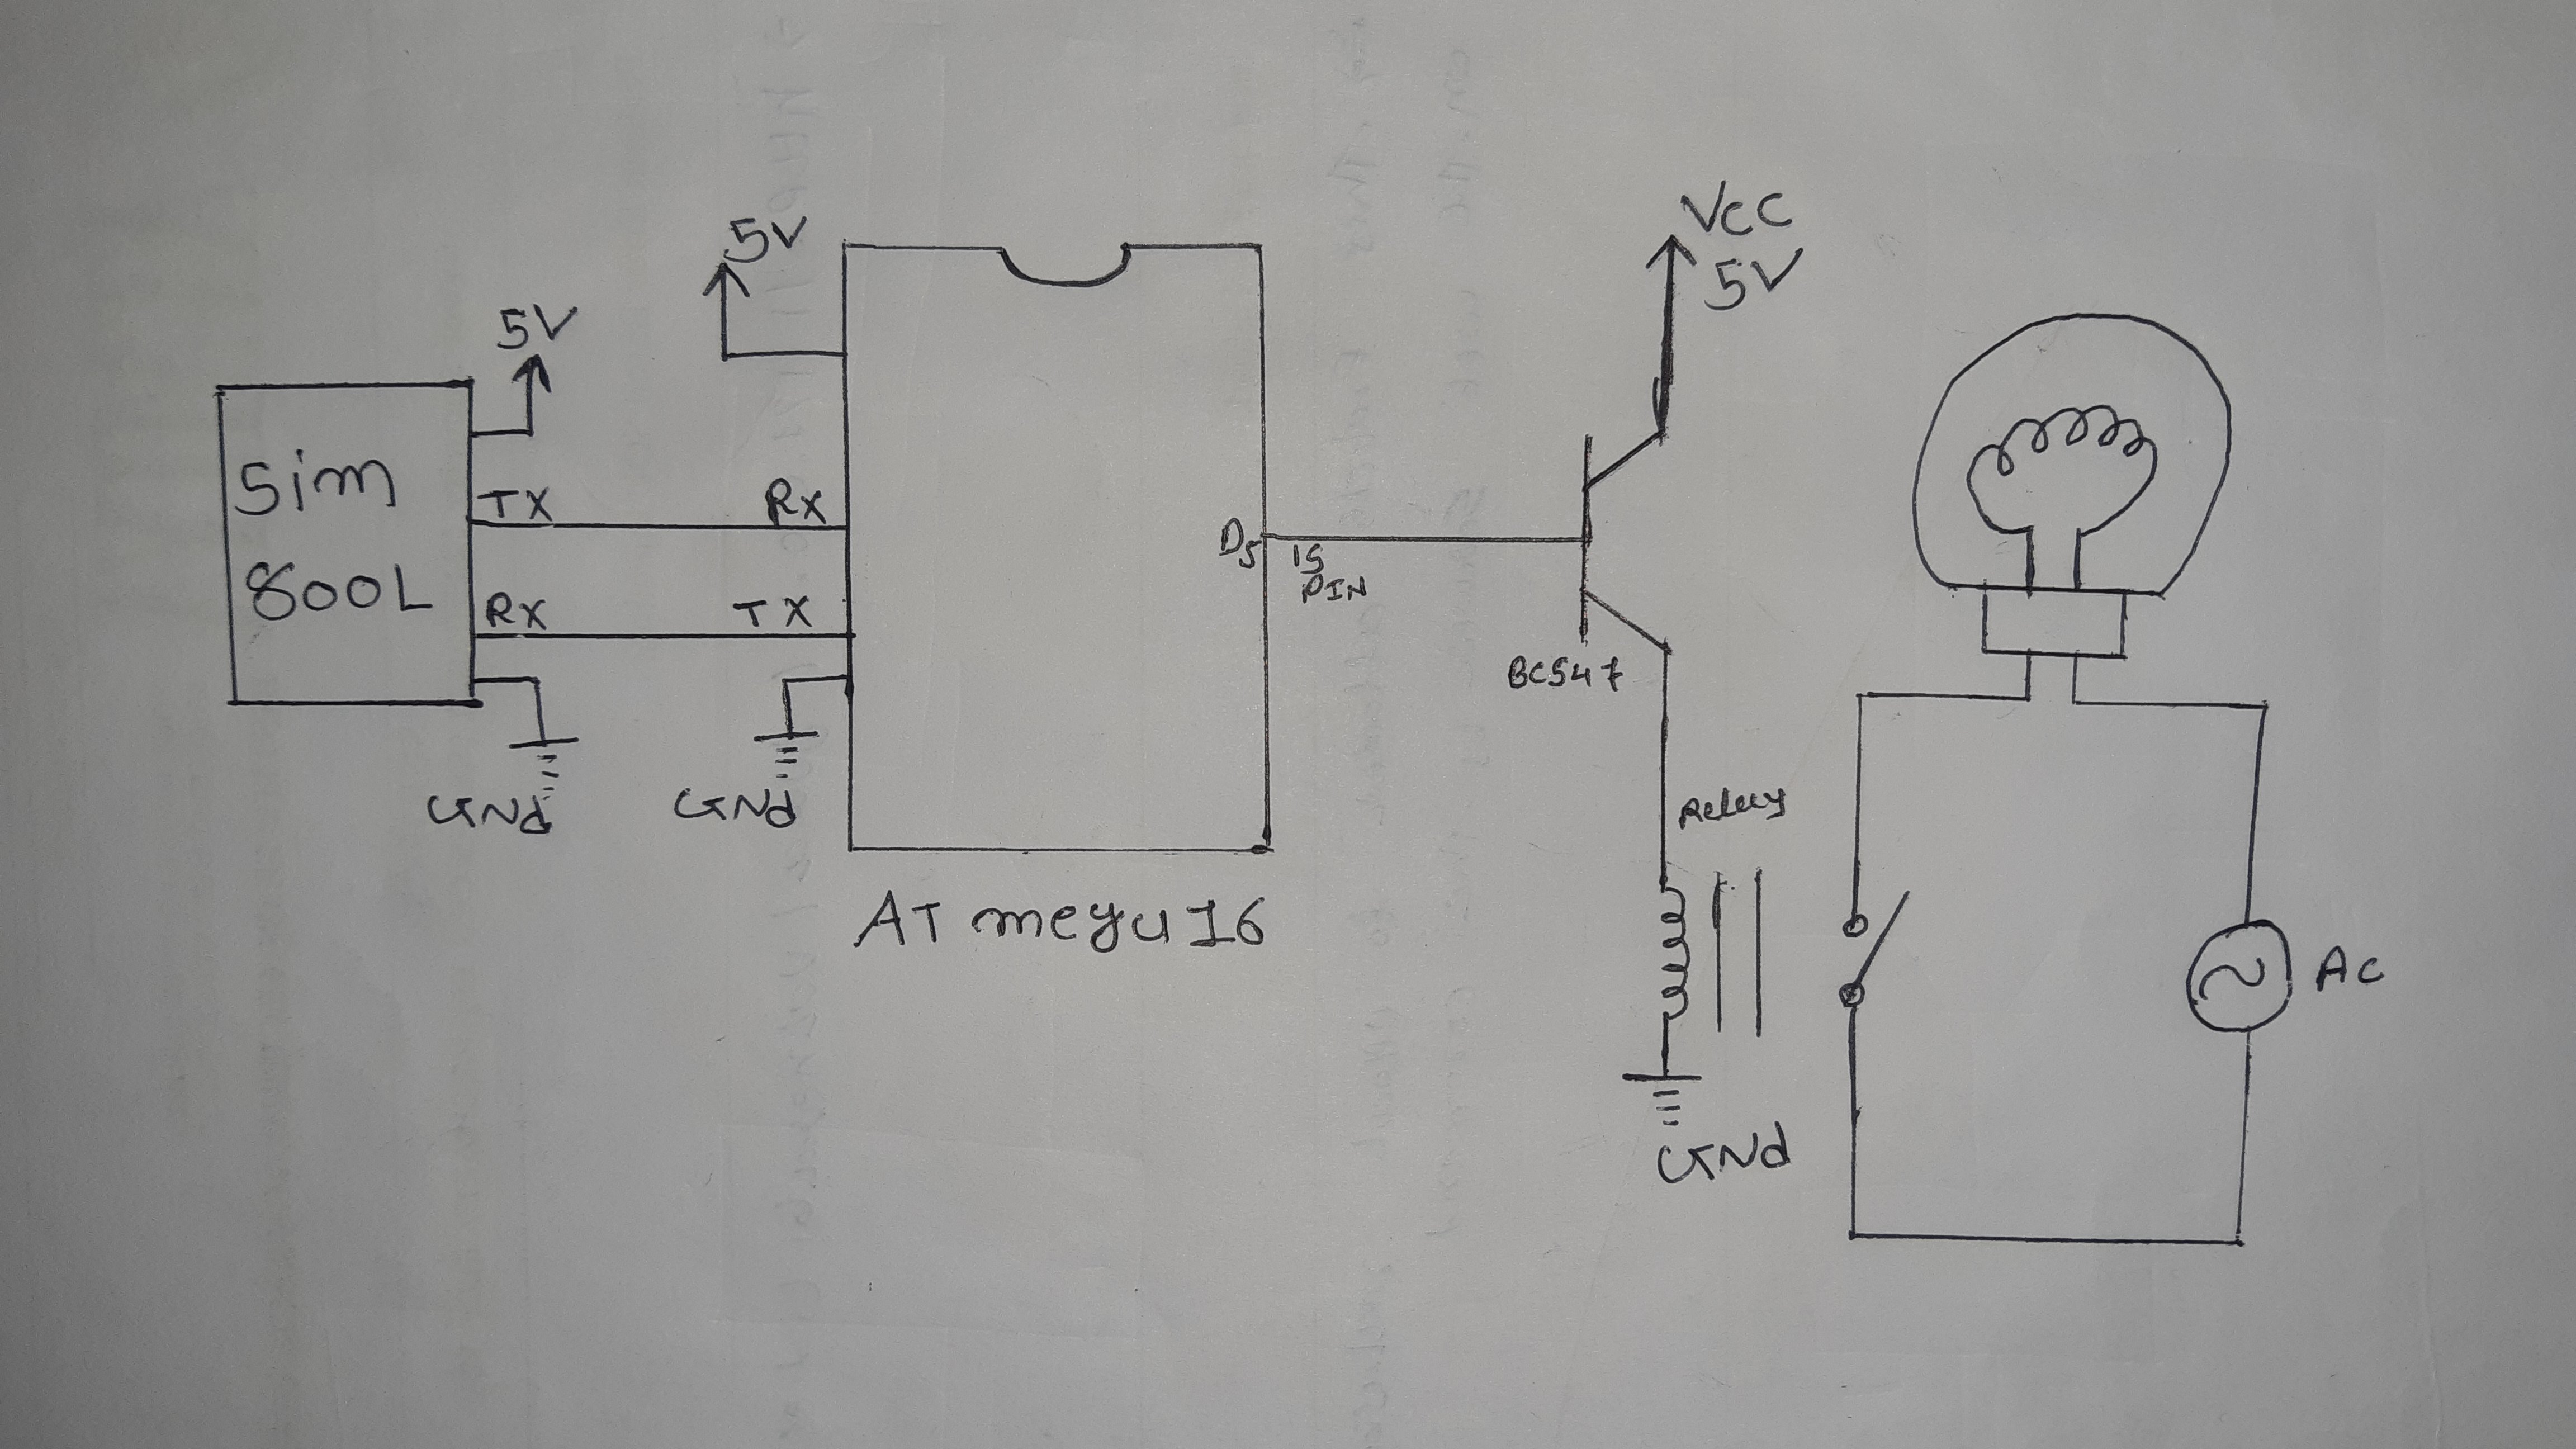 5V
TX
Sim
800L
RX
GNd
5V
Rx
TX
GNd
D5
15
PIN
AT megu 16
VCC
5V
BC547
Relay
GNd
AC